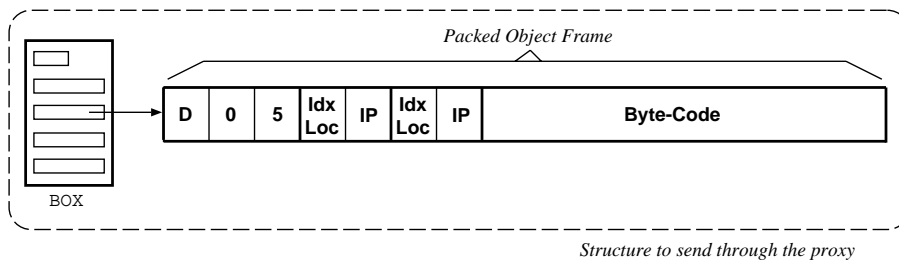 Packed Object Frame
D 0 5 Idx Loc IP Idx Loc IP Byte-Code
BOX
Structure to send through the proxy